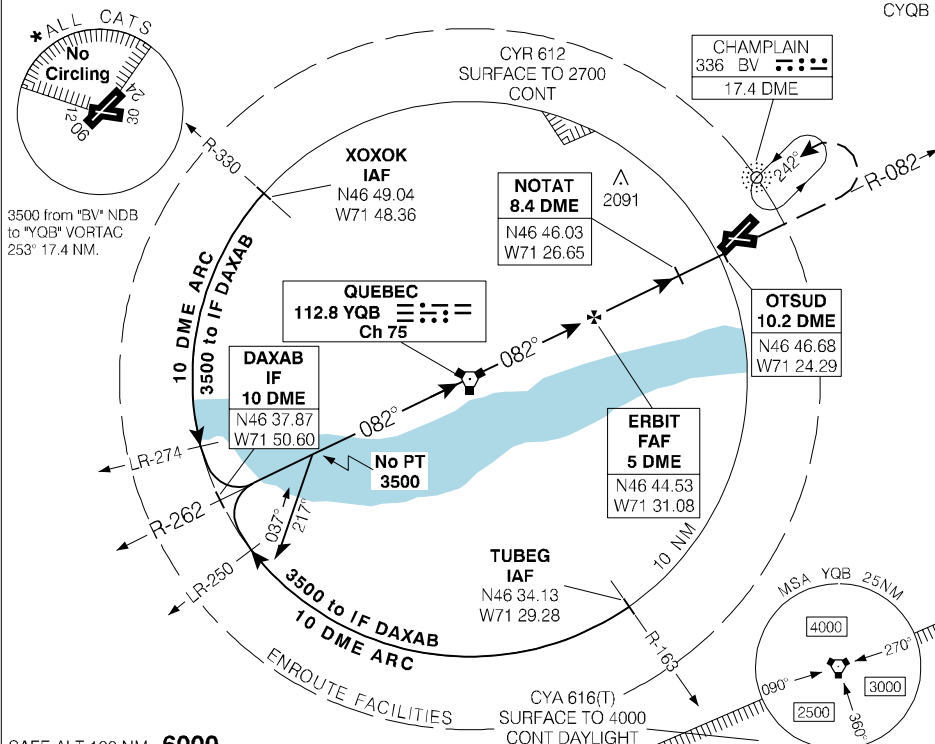 CYQB
*ALL CATS
No
Circling
24
30
12
06
3500 from "BV" NDB
to "YQB" VORTAC
253° 17.4 NM.
CYR 612
SURFACE TO 2700
CONT
CHAMPLAIN
336 BV
17.4 DME
242°
R-082
R-330
XOXOK
IAF
N46 49.04
W71 48.36
NOTAT
8.4 DME
N46 46.03
W71 26.65
2091
10 DME ARC
3500 to IF DAXAB
QUEBEC
112.8 YQB
Ch 75
OTSUD
10.2 DME
N46 46.68
W71 24.29
DAXAB
IF
10 DME
N46 37.87
W71 50.60
082°
082°
ERBIT
FAF
5 DME
N46 44.53
W71 31.08
No PT
3500
LR-274
R-262
LR-250
037°
217°
10 NM
TUBEG
IAF
N46 34.13
W71 29.28
3500 to IF DAXAB
10 DME ARC
R-163
ENROUTE FACILITIES
CYA 616(T)
SURFACE TO 4000
CONT DAYLIGHT
MSA YQB 25NM
4000
270°
090°
3000
2500
360°
SAFE ALT 100 NM 6000